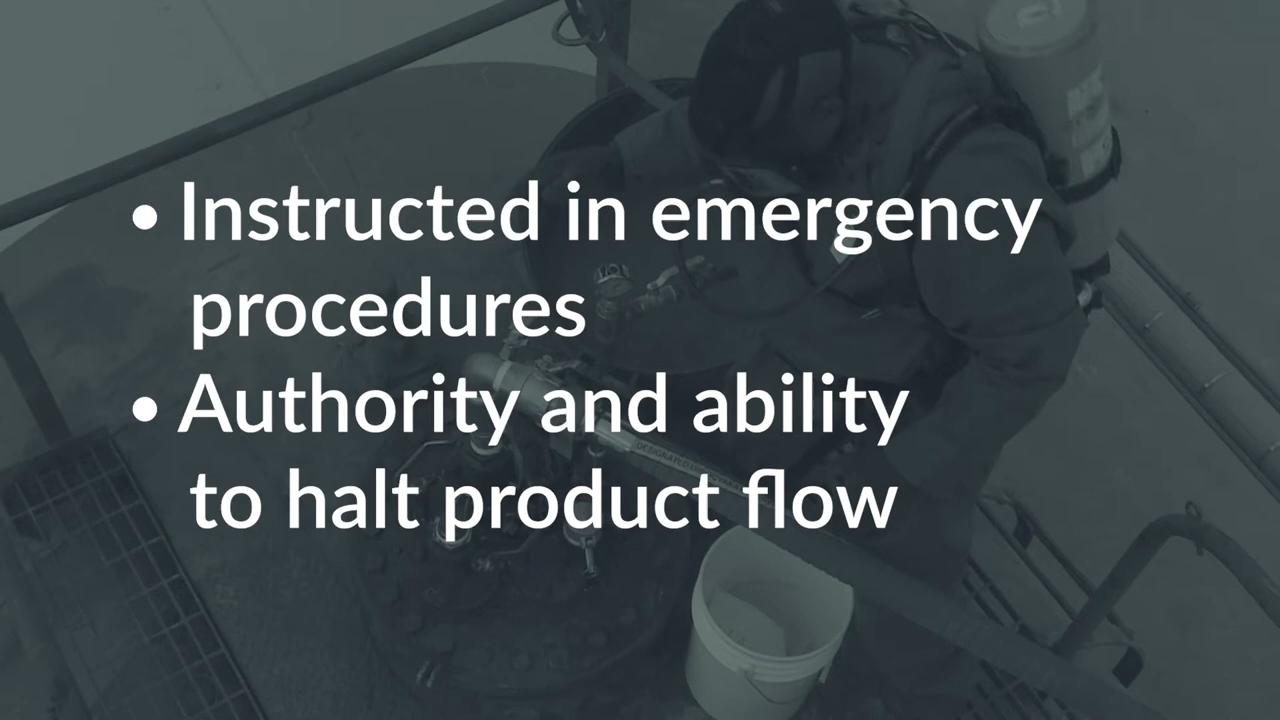 • Instructed in emergency
procedures
• Authority and ability
to halt product flow